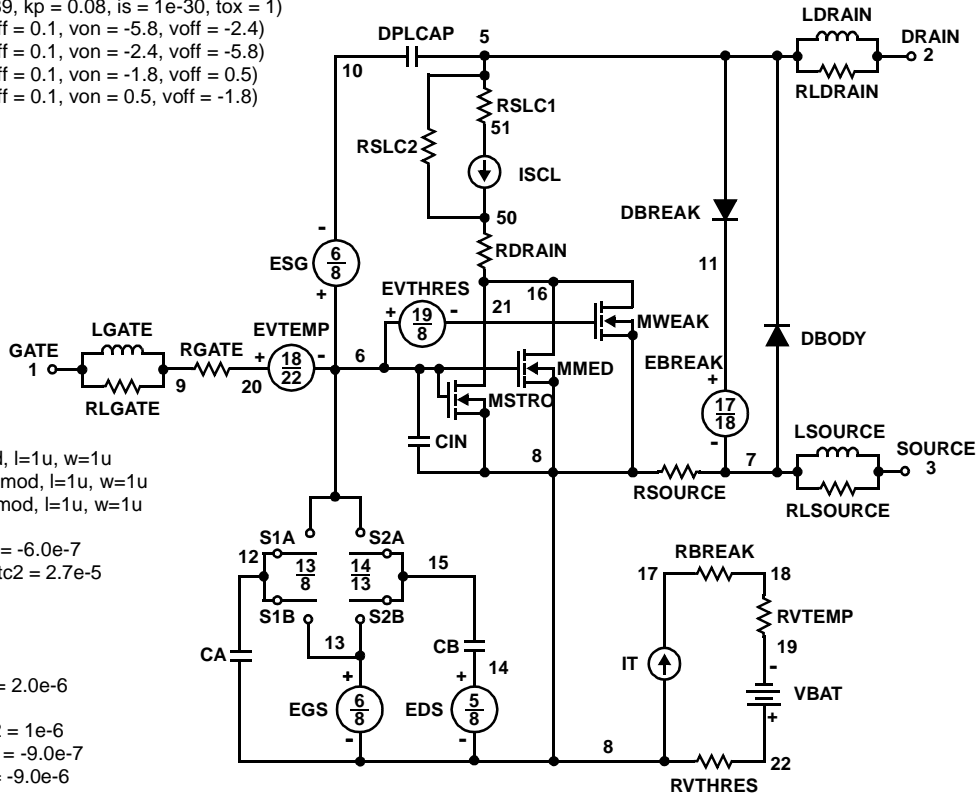 69, kp = 0.08, is = 1e-30, tox = 1)
ff = 0.1, von = -5.8, voff = -2.4)
ff = 0.1, von = -2.4, voff = -5.8)
ff = 0.1, von = -1.8, voff = 0.5)
ff = 0.1, von = 0.5, voff = -1.8)
LDRAIN
DPLCAP 5 DRAIN
10 2
RLDRAIN
RSLC1
51
RSLC2
ISCL
DBREAK
50
RDRAIN
ESG 6 8
- +
11
EVTHRES
16
21
+ 19 8 -
MWEAK
LGATE
EVTEMP
DBODY
GATE RGATE
1
+ 18 22 -
6
MMED
EBREAK
9 20
MSTRO
+
RLGATE
17 18
CIN
-
LSOURCE
8 7 SOURCE
3
RSOURCE
RLSOURCE
d, l=1u, w=1u
mod, l=1u, w=1u
mod, l=1u, w=1u
= -6.0e-7
tc2 = 2.7e-5
S1A S2A
12 13 8 14 13 15
S1B S2B
13
CA
CB
14
+ +
EGS 6 8 EDS 5 8
- -
RBREAK
17 18
RVTEMP
19
IT
-
VBAT
+
8 22
RVTHRES
= 2.0e-6
2 = 1e-6
= -9.0e-7
= -9.0e-6